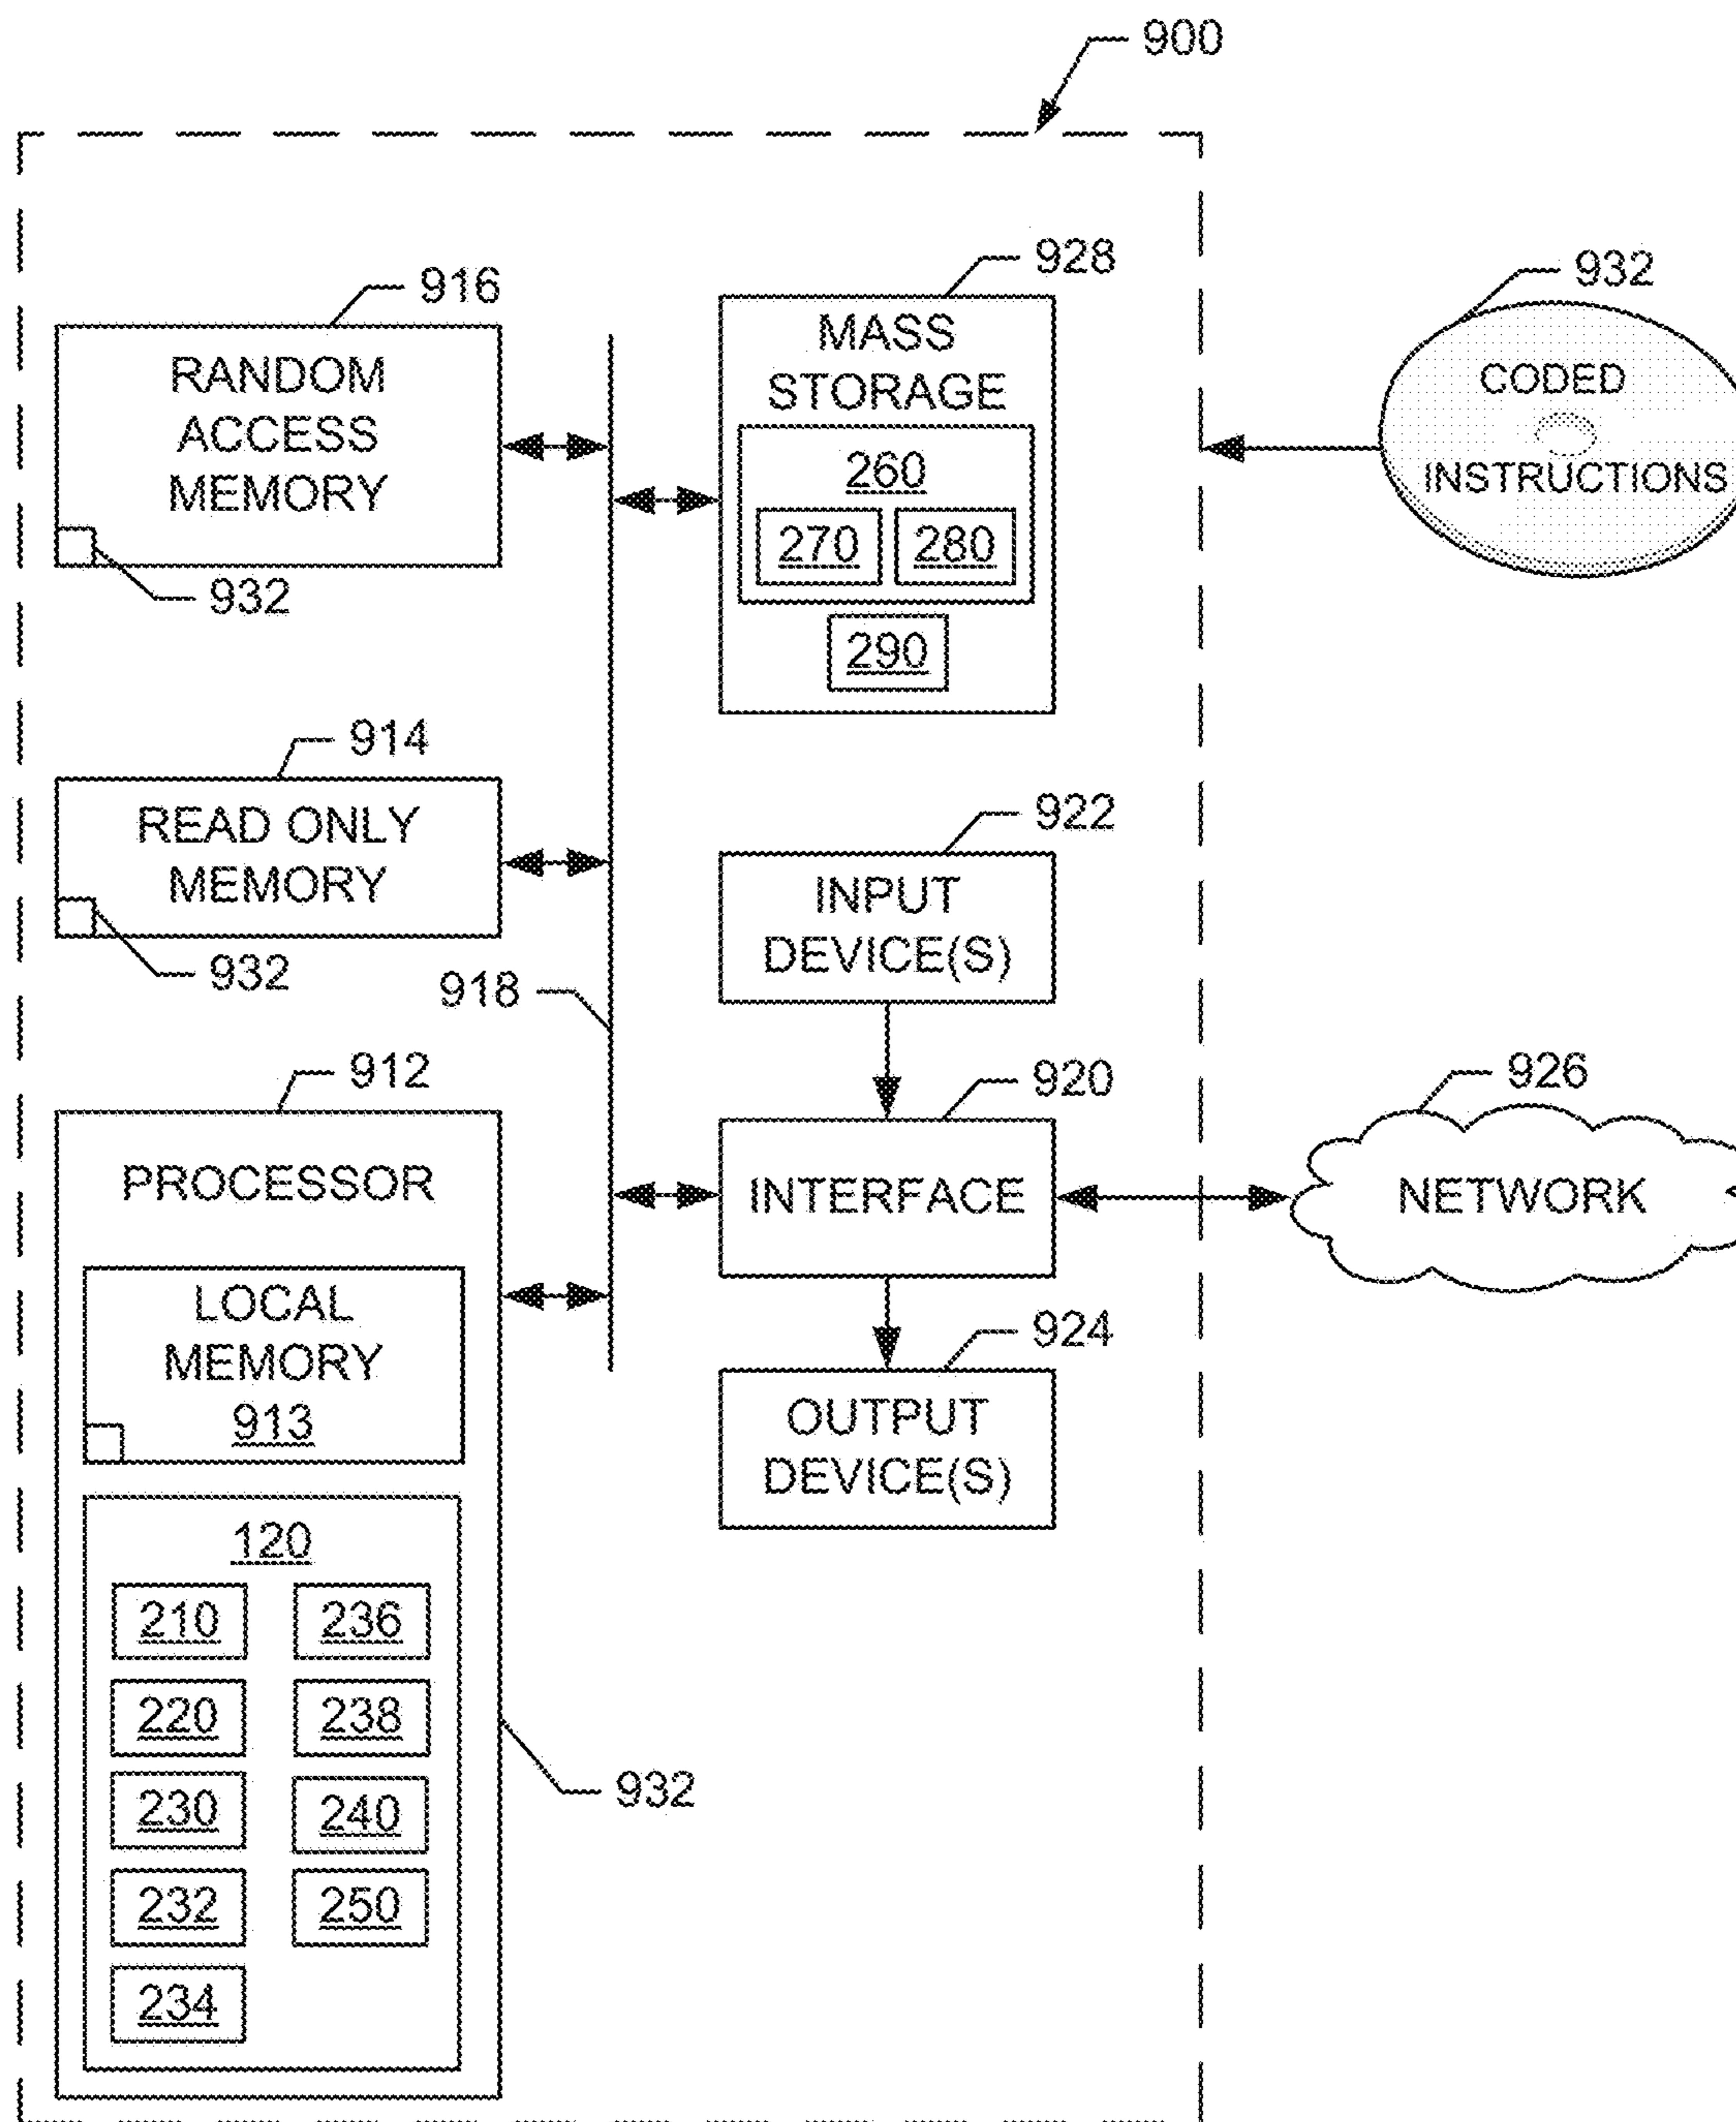 900
916
RANDOM
ACCESS
MEMORY
932
928
MASS
STORAGE
260
270 280
290
932
CODED
INSTRUCTIONS
914
READ ONLY
MEMORY
932
918
922
INPUT
DEVICE(S)
912
PROCESSOR
LOCAL
MEMORY
913
920
INTERFACE
926
NETWORK
924
OUTPUT
DEVICE(S)
120
210 236
220 238
230 240
232 250
234
932